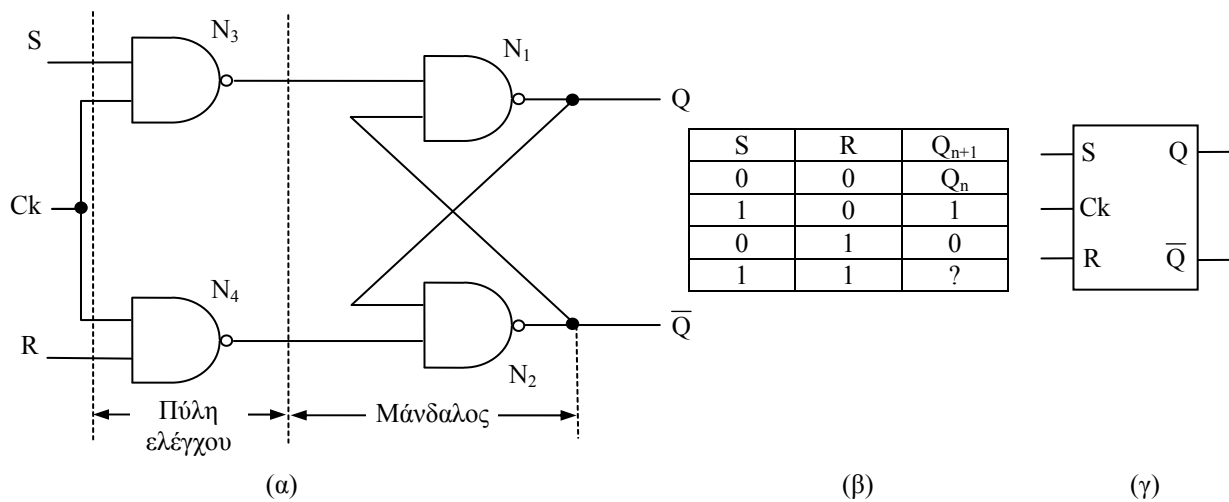 S
N₃
N₁
Q
Ck
N₄
R
N₂
Q̅
Πύλη
ελέγχου
Μάνδαλος
(α)
S R Qₙ₊₁
0 0 Qₙ
1 0 1
0 1 0
1 1 ?
(β)
S Q
Ck
R Q̅
(γ)